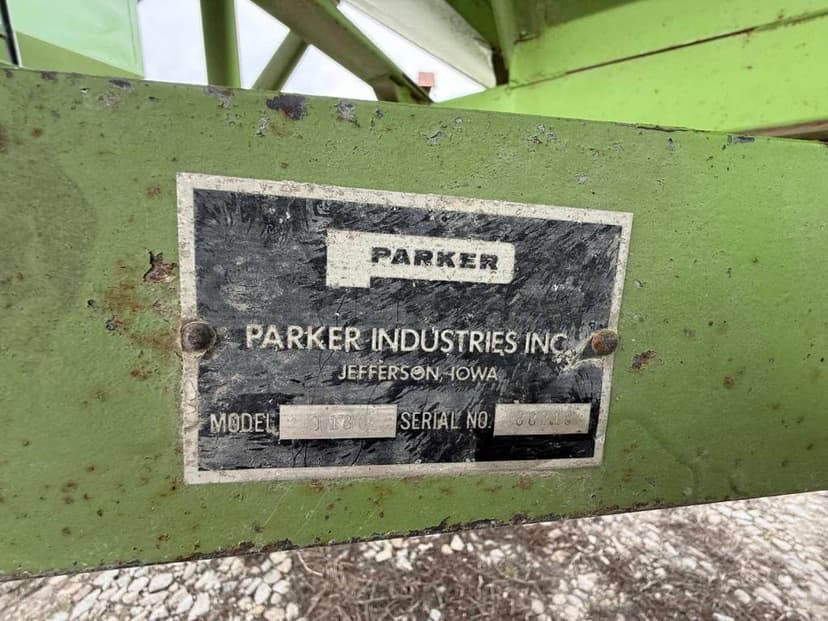 PARKER
PARKER INDUSTRIES INC
JEFFERSON, IOWA
MODEL SERIAL NO.